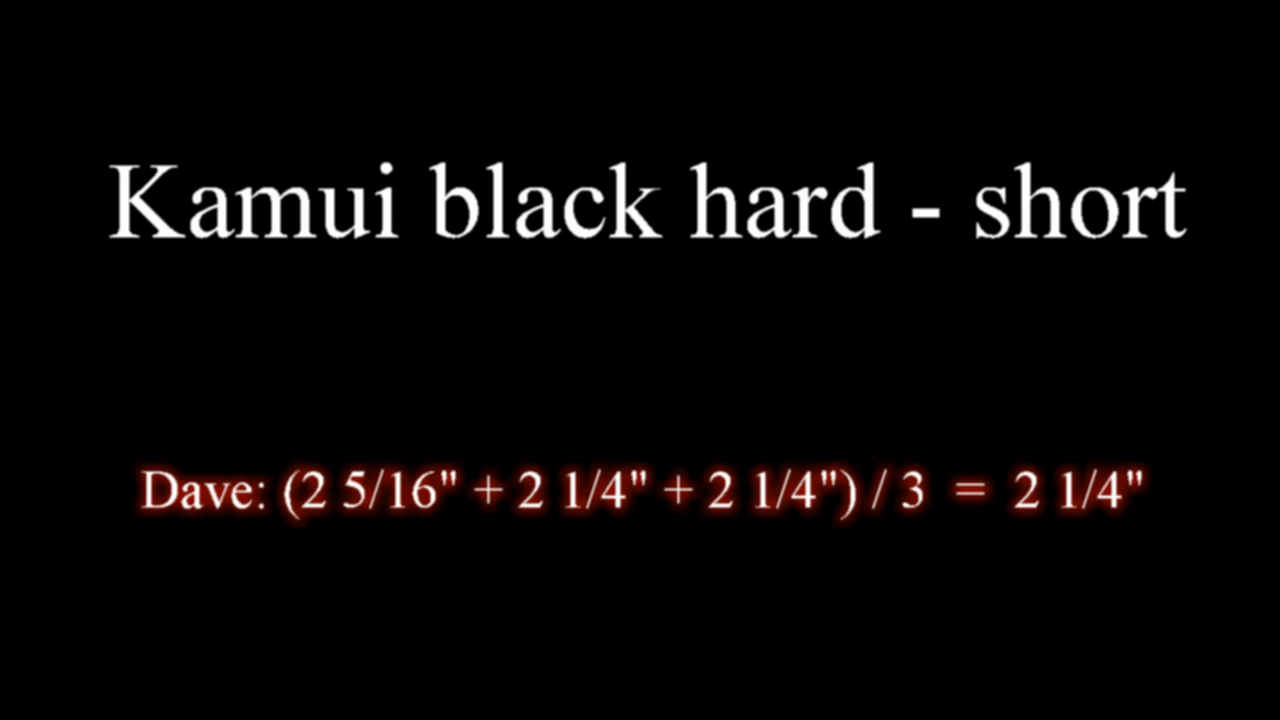 Kamui black hard - short
Dave: (2 5/16" + 2 1/4" + 2 1/4") / 3 = 2 1/4"